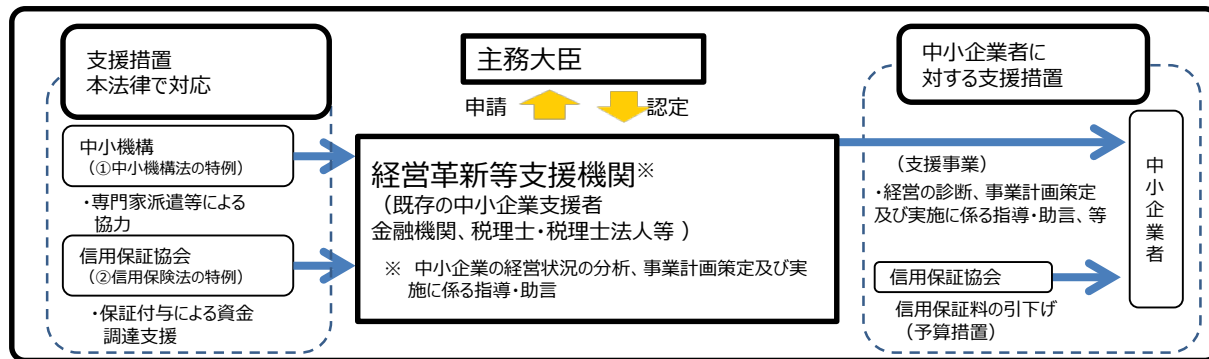 支援措置
本法律で対応
中小機構
(①中小機構法の特例)
・専門家派遣等による
協力
信用保証協会
(②信用保険法の特例)
・保証付与による資金
調達支援
主務大臣
申請
認定
経営革新等支援機関※
(既存の中小企業支援者
金融機関、税理士・税理士法人等 )
※ 中小企業の経営状況の分析、事業計画策定及び実
施に係る指導・助言
中小企業者に
対する支援措置
(支援事業)
・経営の診断、事業計画策定
及び実施に係る指導・助言、等
信用保証協会
信用保証料の引下げ
(予算措置)
中小企業者